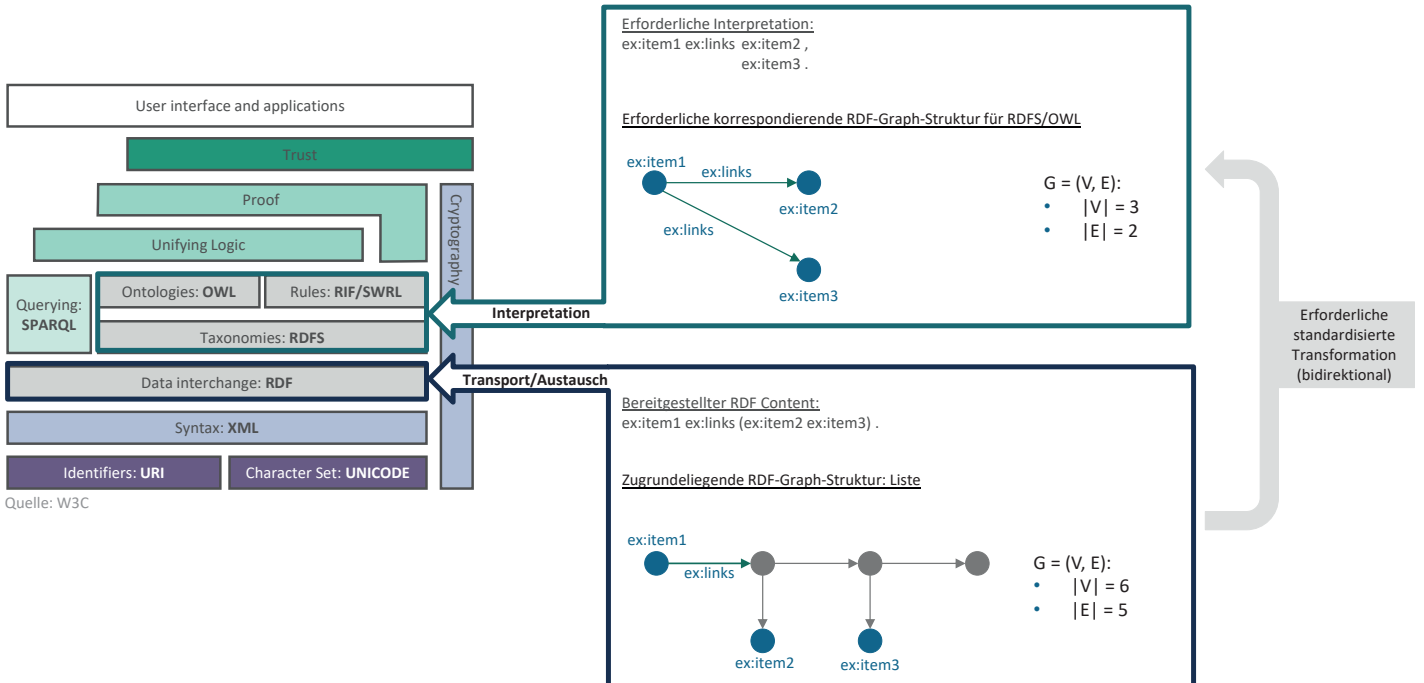 User interface and applications
Trust
Proof
Unifying Logic
Cryptography
Querying:
SPARQL
Ontologies: OWL
Rules: RIF/SWRL
Taxonomies: RDFS
Data interchange: RDF
Syntax: XML
Identifiers: URI
Character Set: UNICODE
Quelle: W3C
Interpretation
Transport/Austausch
Erforderliche Interpretation:
ex:item1 ex:links ex:item2 ,
ex:item3 .
Erforderliche korrespondierende RDF-Graph-Struktur für RDFS/OWL
ex:item1
ex:links
ex:item2
ex:links
ex:item3
G = (V, E):
• |V| = 3
• |E| = 2
Bereitgestellter RDF Content:
ex:item1 ex:links (ex:item2 ex:item3) .
Zugrundeliegende RDF-Graph-Struktur: Liste
ex:item1
ex:links
ex:item2
ex:item3
G = (V, E):
• |V| = 6
• |E| = 5
Erforderliche
standardisierte
Transformation
(bidirektional)